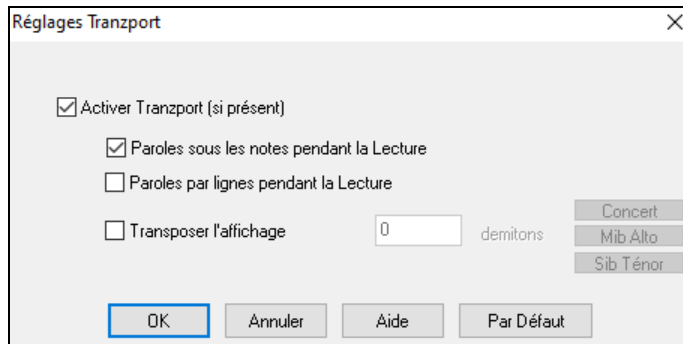 Réglages Tranzport
Activer Tranzport (si présent)
Paroles sous les notes pendant la Lecture
Paroles par lignes pendant la Lecture
Transposer l'affichage 0 demitons
Concert
Mib Alto
Sib Ténor
OK Annuler Aide Par Défaut